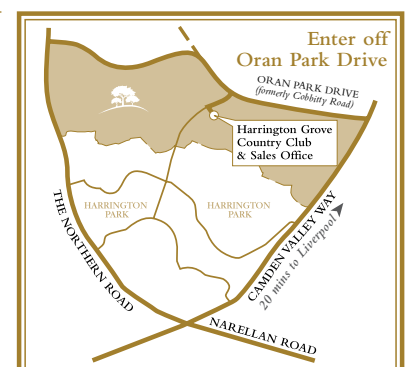 Enter off
Oran Park Drive
ORAN PARK DRIVE
(formerly Cobbitty Road)
Harrington Grove
Country Club
& Sales Office
HARRINGTON
PARK
HARRINGTON
PARK
THE NORTHERN ROAD
CAMDEN VALLEY WAY
20 mins to Liverpool
NARELLAN ROAD